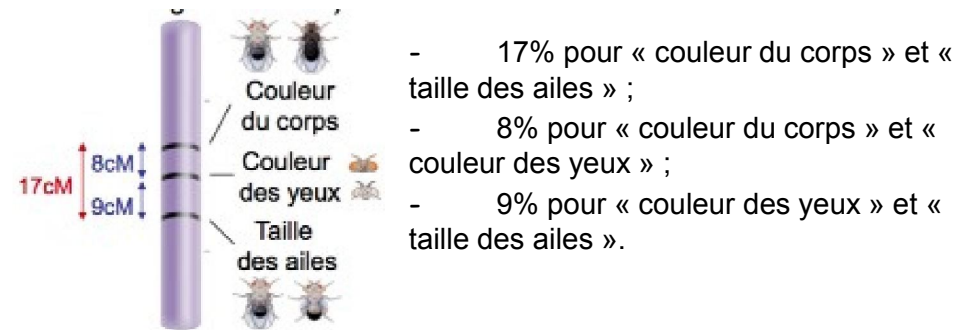 Couleur
du corps
8cM
17cM
Couleur
des yeux
9cM
Taille
des ailes
- 17% pour « couleur du corps » et «
taille des ailes » ;
- 8% pour « couleur du corps » et «
couleur des yeux » ;
- 9% pour « couleur des yeux » et «
taille des ailes ».